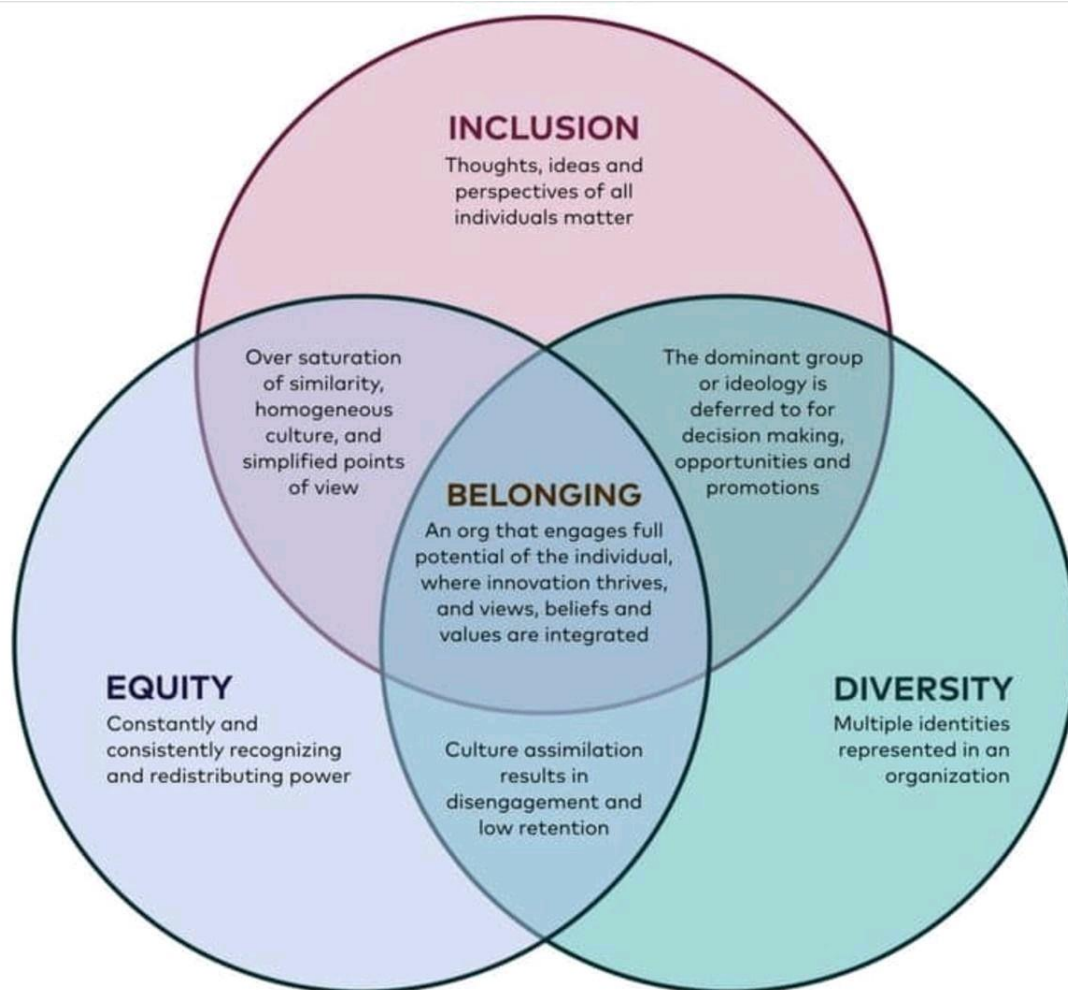 INCLUSION
Thoughts, ideas and
perspectives of all
individuals matter
Over saturation
of similarity,
homogeneous
culture, and
simplified points
of view
The dominant group
or ideology is
deferred to for
decision making,
opportunities and
promotions
BELONGING
An org that engages full
potential of the individual,
where innovation thrives,
and views, beliefs and
values are integrated
EQUITY
Constantly and
consistently recognizing
and redistributing power
Culture assimilation
results in
disengagement and
low retention
DIVERSITY
Multiple identities
represented in an
organization